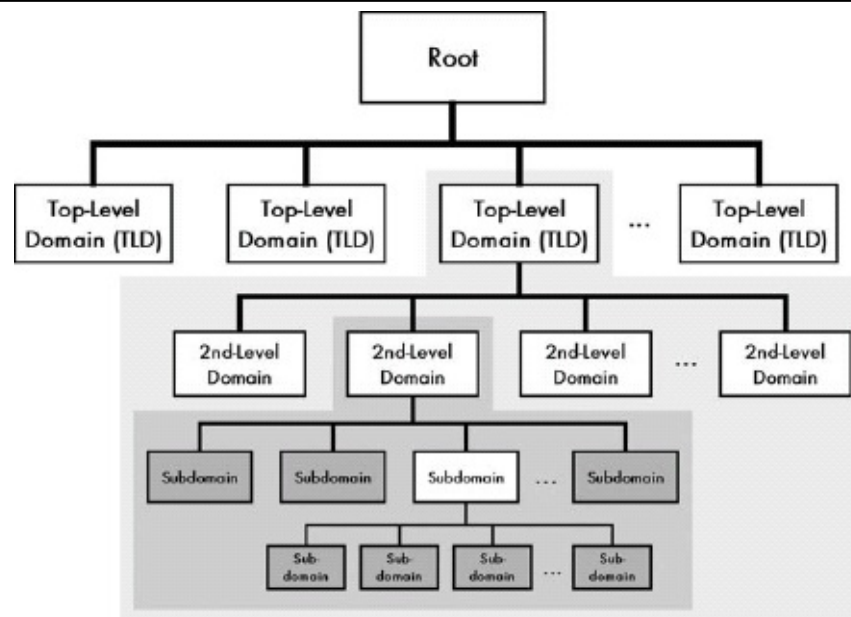 Root
Top-Level
Domain (TLD)
Top-Level
Domain (TLD)
Top-Level
Domain (TLD)
...
Top-Level
Domain (TLD)
2nd-Level
Domain
2nd-Level
Domain
2nd-Level
Domain
...
2nd-Level
Domain
Subdomain
Subdomain
Subdomain
...
Subdomain
Sub-
domain
Sub-
domain
Sub-
domain
...
Sub-
domain